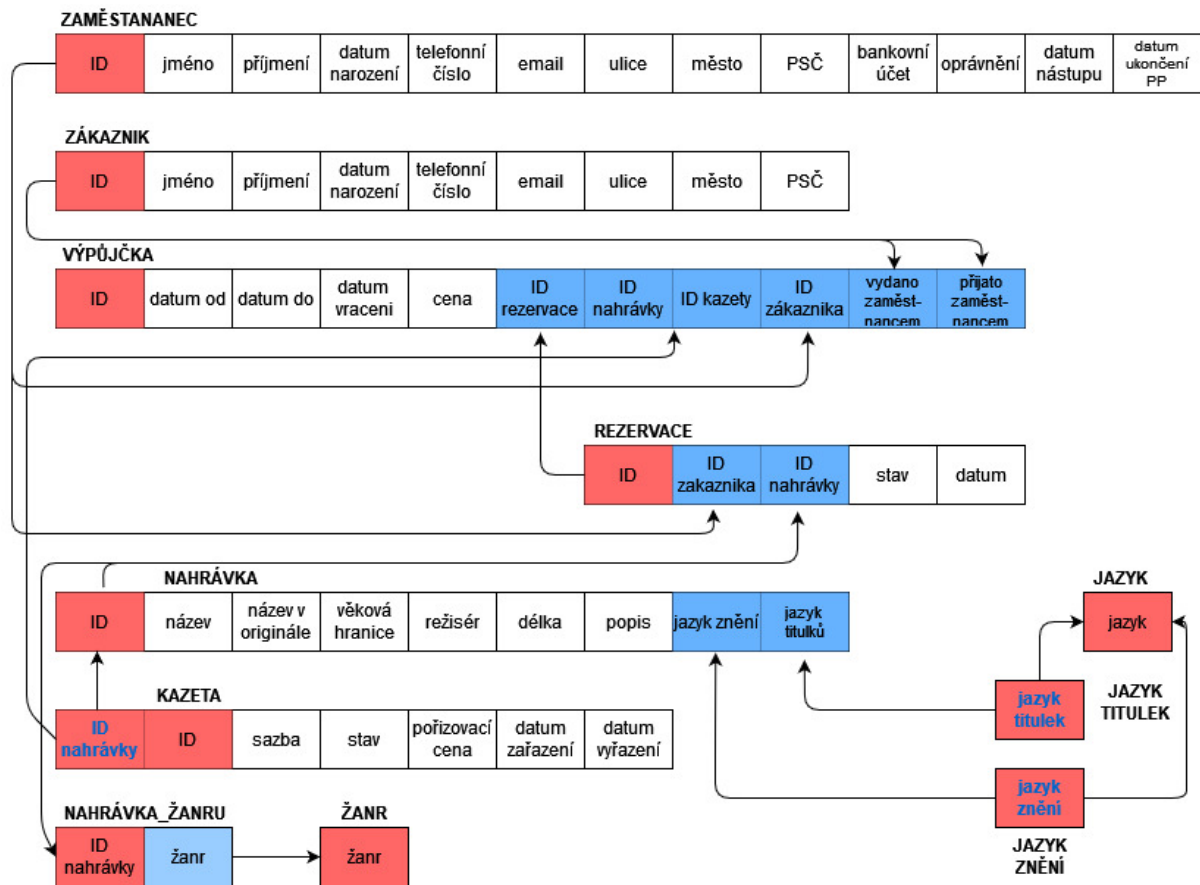 ZAMĚSTANANEC
ID jméno příjmení datum narození telefonní číslo email ulice město PSČ bankovní účet oprávnění datum nástupu datum ukončení PP
ZÁKAZNIK
ID jméno příjmení datum narození telefonní číslo email ulice město PSČ
VÝPŮJČKA
ID datum od datum do datum vraceni cena ID rezervace ID nahrávky ID kazety ID zákaznika vydano zaměst-nancem přijato zaměst-nancem
REZERVACE
ID ID zakaznika ID nahrávky stav datum
NAHRÁVKA
ID název název v originále věková hranice režisér délka popis jazyk znění jazyk titulků
JAZYK
jazyk
KAZETA
ID nahrávky ID sazba stav pořizovací cena datum zařazení datum vyřazení
jazyk titulek
JAZYK TITULEK
jazyk znění
JAZYK ZNĚNÍ
NAHRÁVKA_ŽANRU
ID nahrávky žanr
ŽANR
žanr